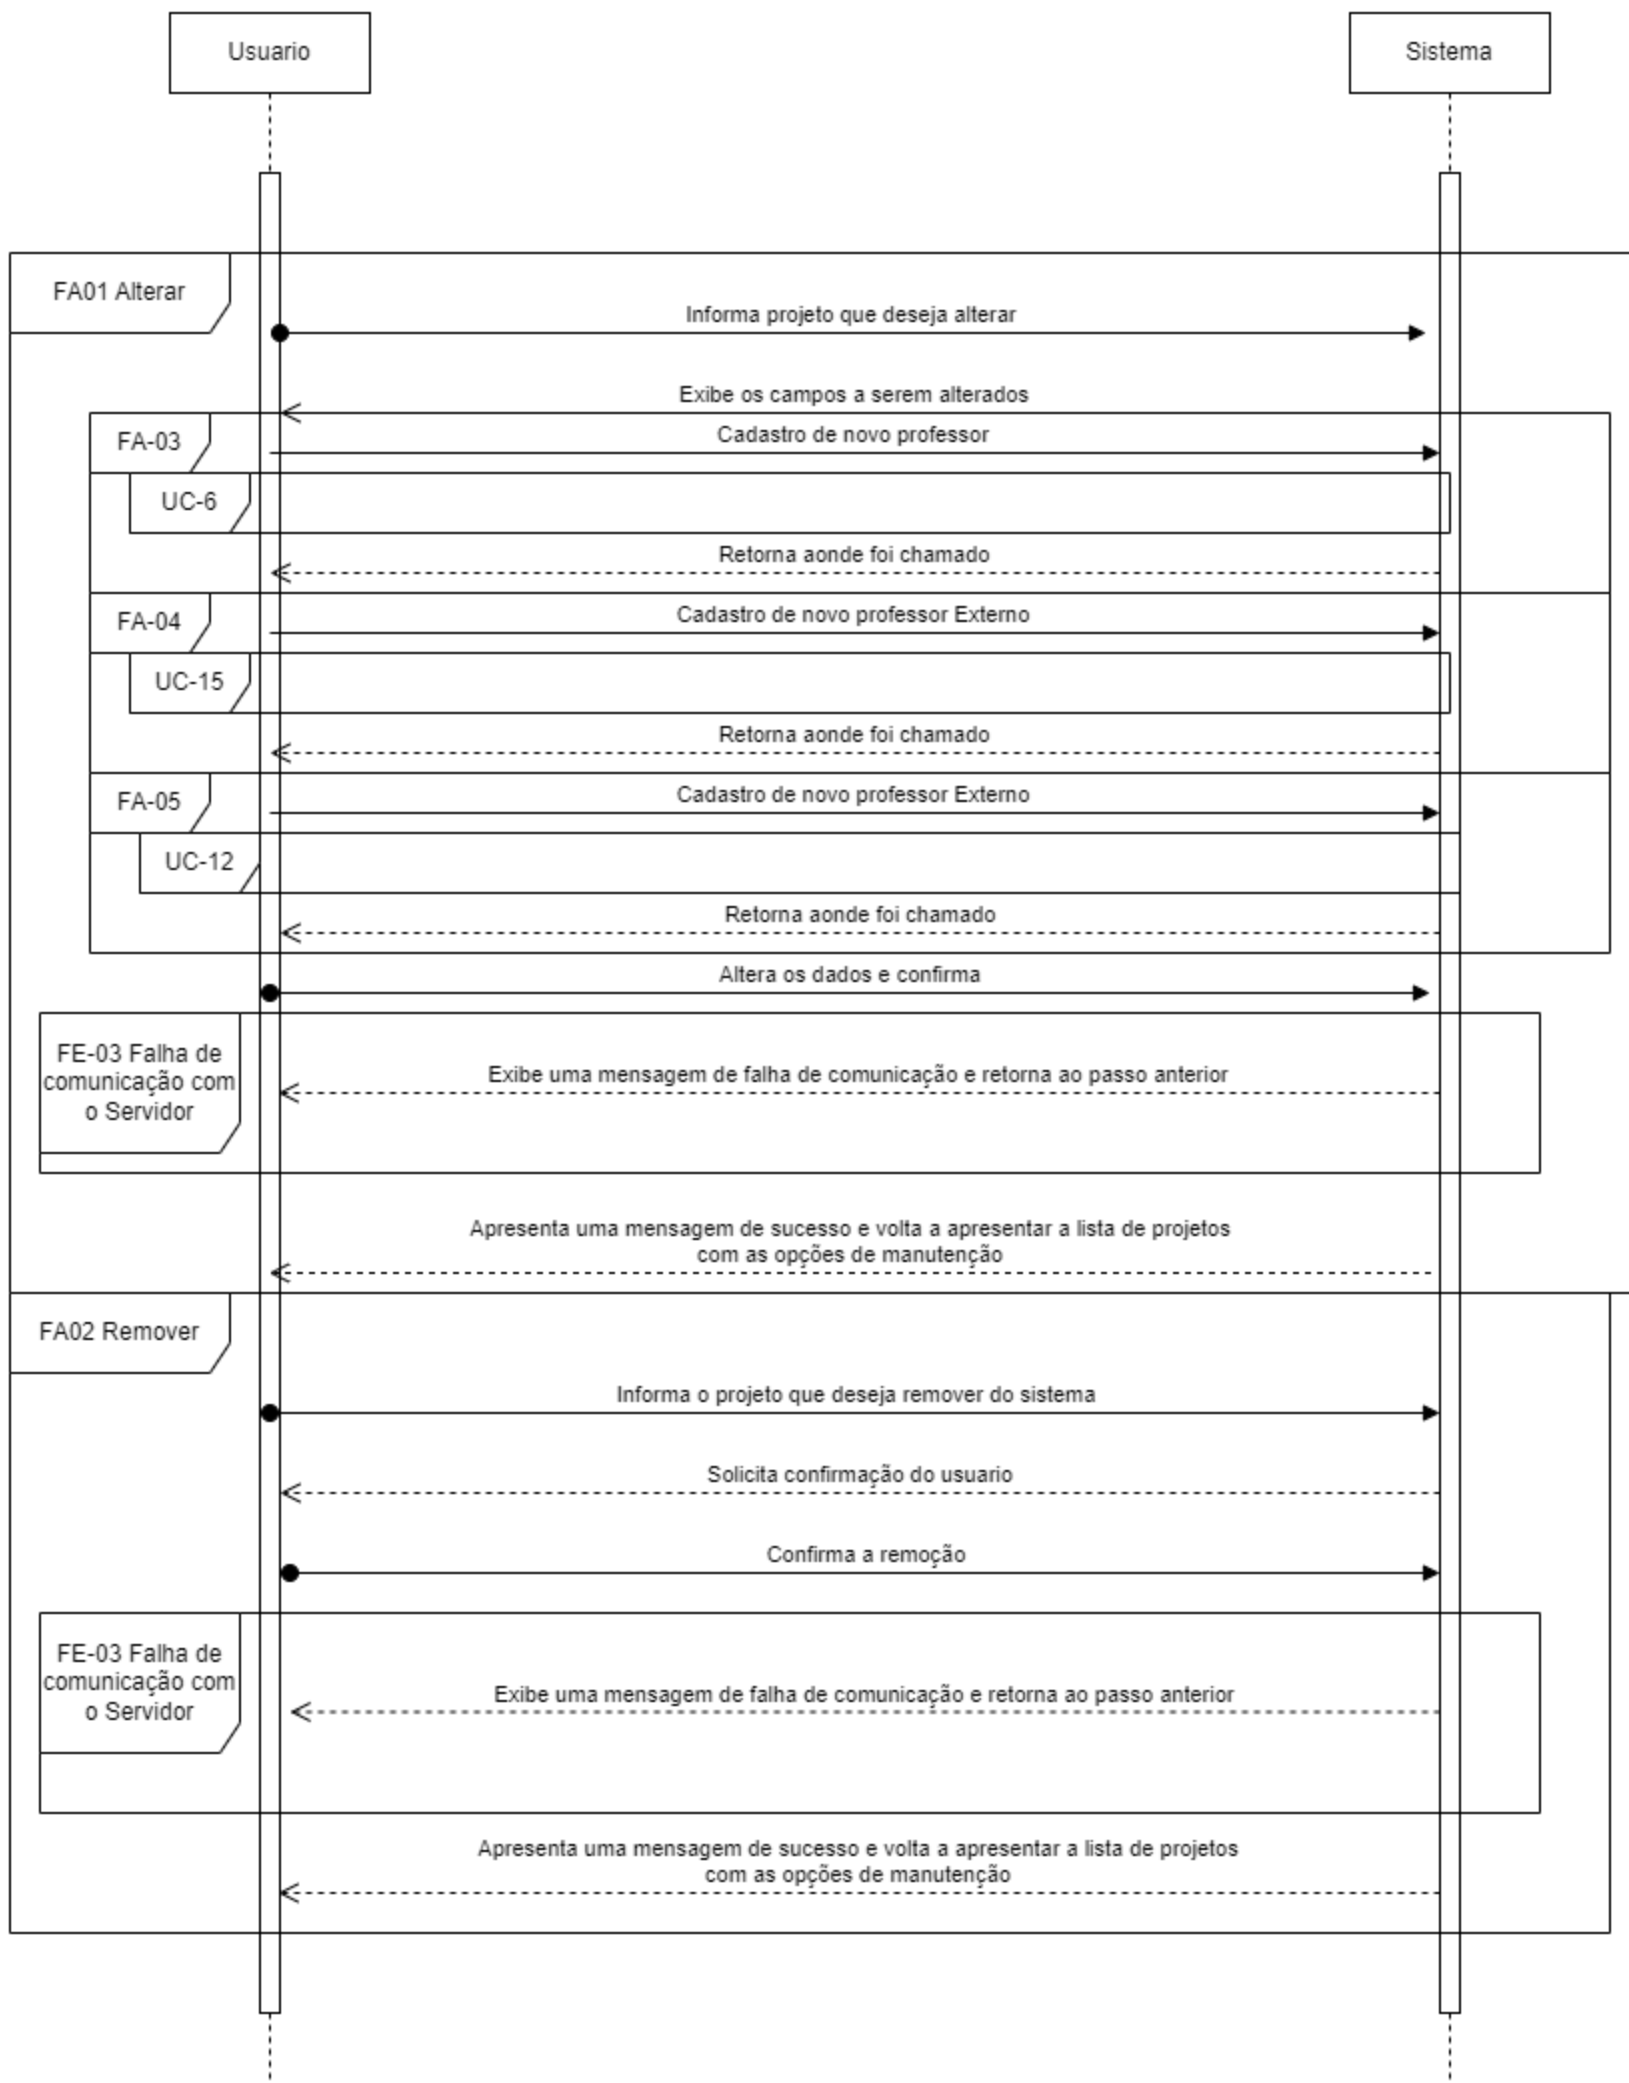 Usuario
Sistema
FA01 Alterar
Informa projeto que deseja alterar
Exibe os campos a serem alterados
FA-03
Cadastro de novo professor
UC-6
Retorna aonde foi chamado
FA-04
Cadastro de novo professor Externo
UC-15
Retorna aonde foi chamado
FA-05
Cadastro de novo professor Externo
UC-12
Retorna aonde foi chamado
Altera os dados e confirma
FE-03 Falha de
comunicação com
o Servidor
Exibe uma mensagem de falha de comunicação e retorna ao passo anterior
Apresenta uma mensagem de sucesso e volta a apresentar a lista de projetos
com as opções de manutenção
FA02 Remover
Informa o projeto que deseja remover do sistema
Solicita confirmação do usuario
Confirma a remoção
FE-03 Falha de
comunicação com
o Servidor
Exibe uma mensagem de falha de comunicação e retorna ao passo anterior
Apresenta uma mensagem de sucesso e volta a apresentar a lista de projetos
com as opções de manutenção